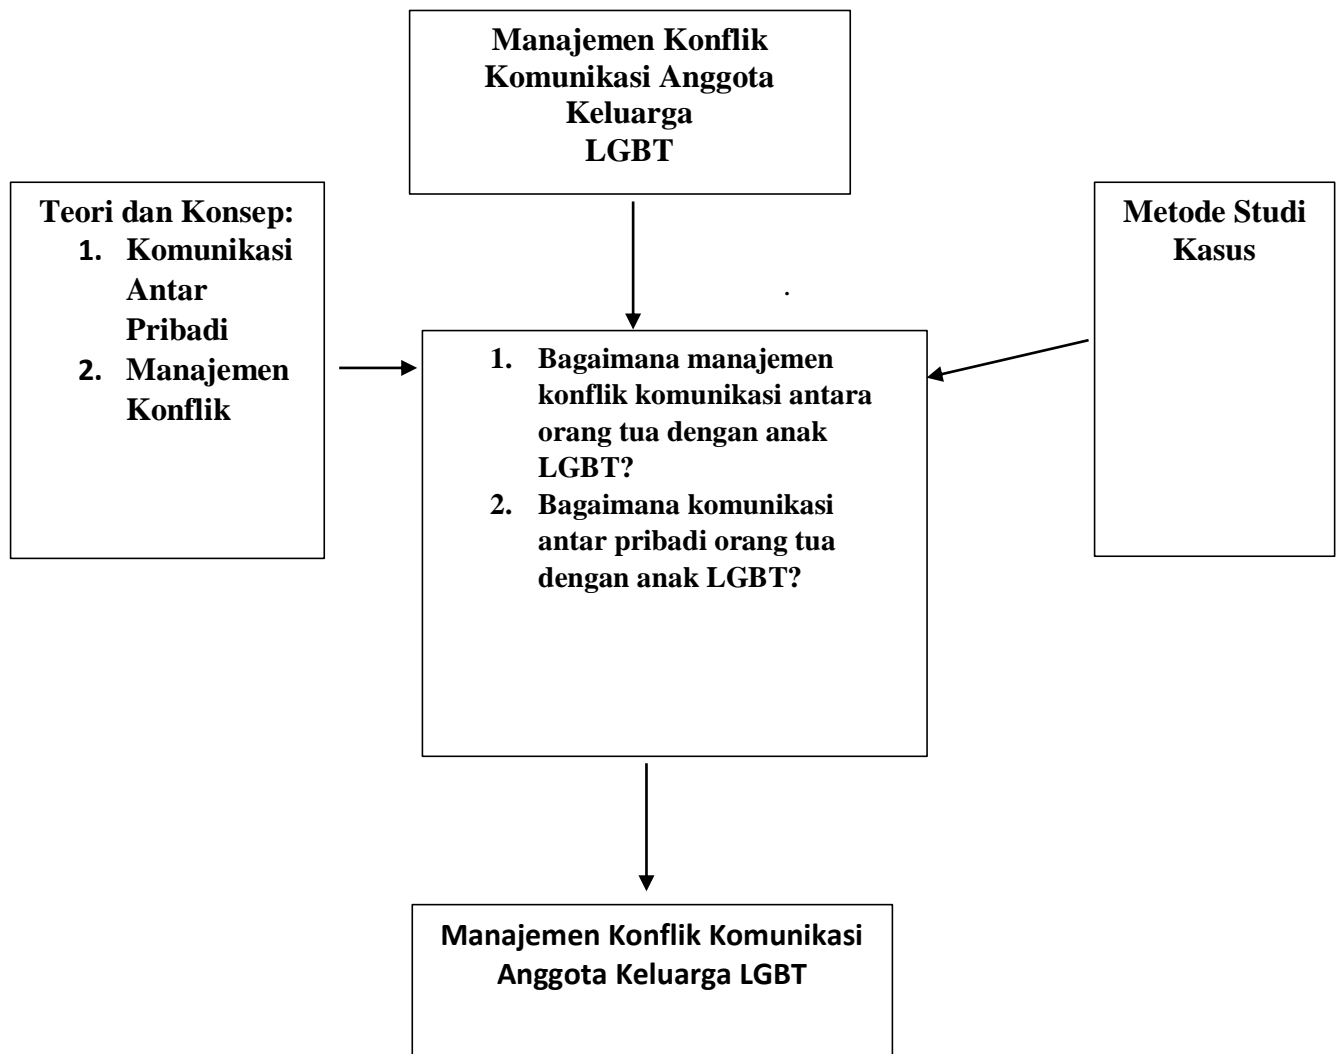 Manajemen Konflik
Komunikasi Anggota
Keluarga
LGBT
Teori dan Konsep:
1. Komunikasi
Antar
Pribadi
2. Manajemen
Konflik
Metode Studi
Kasus
.
1. Bagaimana manajemen
konflik komunikasi antara
orang tua dengan anak
LGBT?
2. Bagaimana komunikasi
antar pribadi orang tua
dengan anak LGBT?
Manajemen Konflik Komunikasi
Anggota Keluarga LGBT